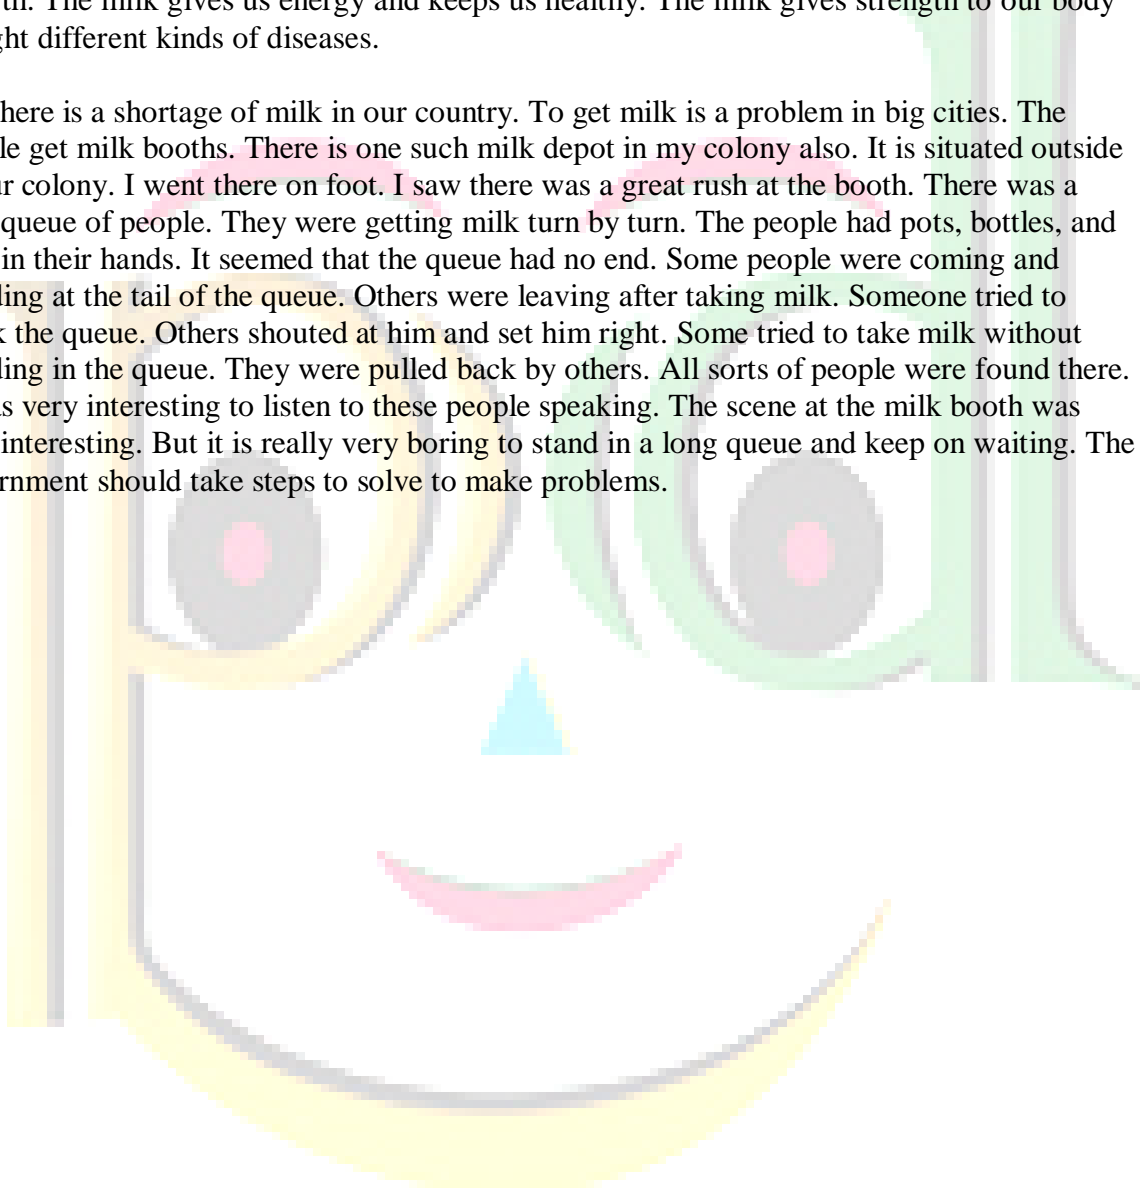 th. The milk gives us energy and keeps us healthy. The milk gives strength to our body
ght different kinds of diseases.
here is a shortage of milk in our country. To get milk is a problem in big cities. The
le get milk booths. There is one such milk depot in my colony also. It is situated outside
ur colony. I went there on foot. I saw there was a great rush at the booth. There was a
queue of people. They were getting milk turn by turn. The people had pots, bottles, and
in their hands. It seemed that the queue had no end. Some people were coming and
ding at the tail of the queue. Others were leaving after taking milk. Someone tried to
k the queue. Others shouted at him and set him right. Some tried to take milk without
ding in the queue. They were pulled back by others. All sorts of people were found there.
as very interesting to listen to these people speaking. The scene at the milk booth was
interesting. But it is really very boring to stand in a long queue and keep on waiting. The
rnment should take steps to solve to make problems.